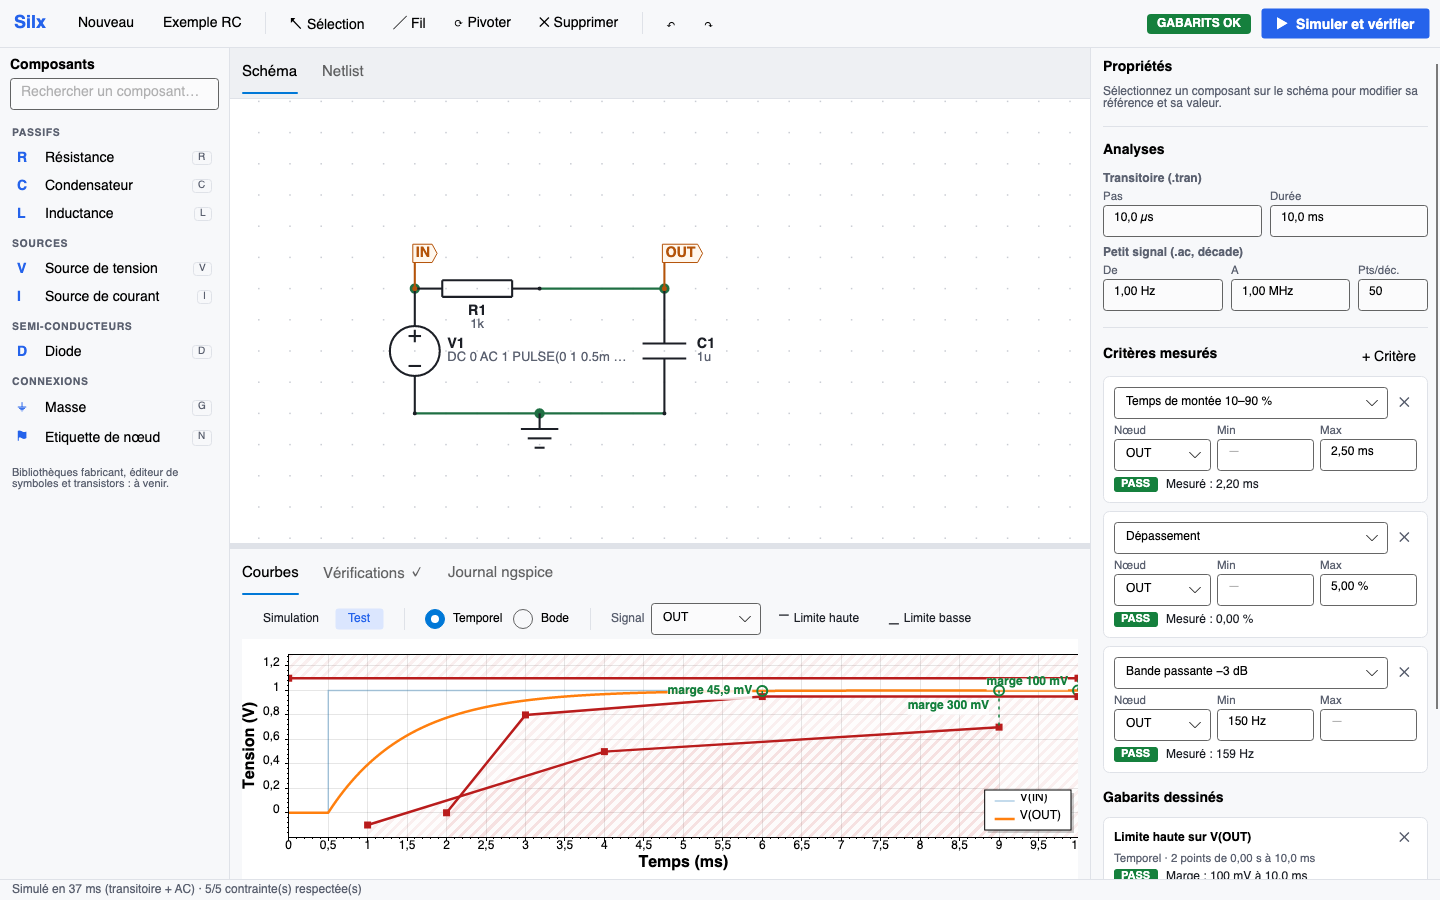 Silx
Nouveau
Exemple RC
Sélection
Fil
Pivoter
Supprimer
GABARITS OK
Simuler et vérifier
Composants
Rechercher un composant…
PASSIFS
R Résistance R
C Condensateur C
L Inductance L
SOURCES
V Source de tension V
I Source de courant I
SEMI-CONDUCTEURS
D Diode D
CONNEXIONS
Masse G
Etiquette de nœud N
Bibliothèques fabricant, éditeur de
symboles et transistors : à venir.
Schéma
Netlist
IN
OUT
R1
1k
V1
DC 0 AC 1 PULSE(0 1 0.5m …
C1
1u
Courbes
Vérifications ✓
Journal ngspice
Simulation
Test
Temporel
Bode
Signal
OUT
Limite haute
Limite basse
Tension (V)
1,2
1
0,8
0,6
0,4
0,2
0
marge 45,9 mV
marge 100 mV
marge 300 mV
V(IN)
V(OUT)
0 0,5 1 1,5 2 2,5 3 3,5 4 4,5 5 5,5 6 6,5 7 7,5 8 8,5 9 9,5 1
Temps (ms)
Propriétés
Sélectionnez un composant sur le schéma pour modifier sa
référence et sa valeur.
Analyses
Transitoire (.tran)
Pas Durée
10,0 µs 10,0 ms
Petit signal (.ac, décade)
De A Pts/déc.
1,00 Hz 1,00 MHz 50
Critères mesurés
+ Critère
Temps de montée 10–90 %
Nœud Min Max
OUT — 2,50 ms
PASS Mesuré : 2,20 ms
Dépassement
Nœud Min Max
OUT — 5,00 %
PASS Mesuré : 0,00 %
Bande passante −3 dB
Nœud Min Max
OUT 150 Hz —
PASS Mesuré : 159 Hz
Gabarits dessinés
Limite haute sur V(OUT)
Temporel · 2 points de 0,00 s à 10,0 ms
PASS Marge : 100 mV à 10,0 ms
Simulé en 37 ms (transitoire + AC) · 5/5 contrainte(s) respectée(s)